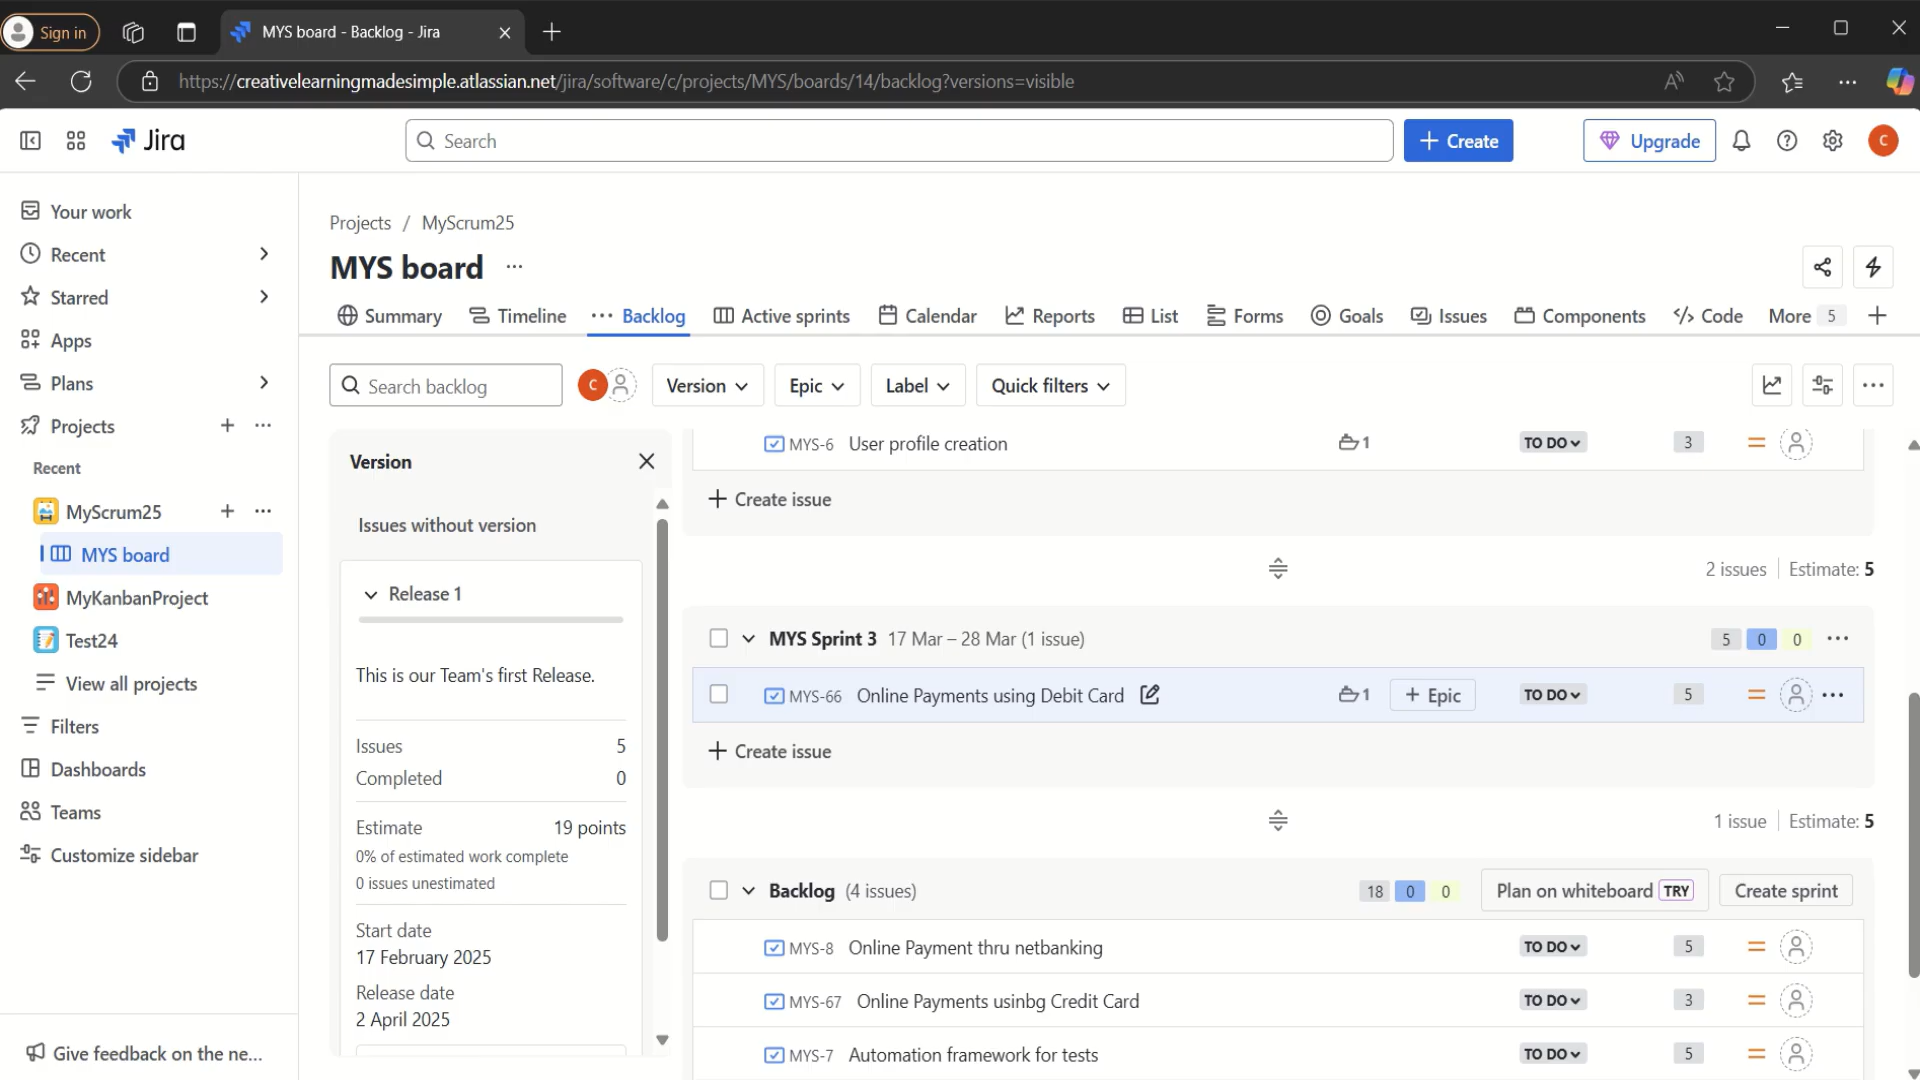 Sign in
MYS board - Backlog - Jira
https://creativelearningmadesimple.atlassian.net/jira/software/c/projects/MYS/boards/14/backlog?versions=visible
Jira
Search
Create
Upgrade
C
Your work
Recent
Starred
Apps
Plans
Projects
Recent
MyScrum25
MYS board
MyKanbanProject
Test24
View all projects
Filters
Dashboards
Teams
Customize sidebar
Give feedback on the ne...
Projects / MyScrum25
MYS board
Summary Timeline Backlog Active sprints Calendar Reports List Forms Goals Issues Components Code More 5
Search backlog C Version Epic Label Quick filters
Version
Issues without version
Release 1
This is our Team's first Release.
Issues 5
Completed 0
Estimate 19 points
0% of estimated work complete
0 issues unestimated
Start date
17 February 2025
Release date
2 April 2025
MYS-6 User profile creation 1 TO DO 3
Create issue
2 issues Estimate: 5
MYS Sprint 3 17 Mar – 28 Mar (1 issue) 5 0 0
MYS-66 Online Payments using Debit Card 1 + Epic TO DO 5
Create issue
1 issue Estimate: 5
Backlog (4 issues) 18 0 0 Plan on whiteboard TRY Create sprint
MYS-8 Online Payment thru netbanking TO DO 5
MYS-67 Online Payments usinbg Credit Card TO DO 3
MYS-7 Automation framework for tests TO DO 5